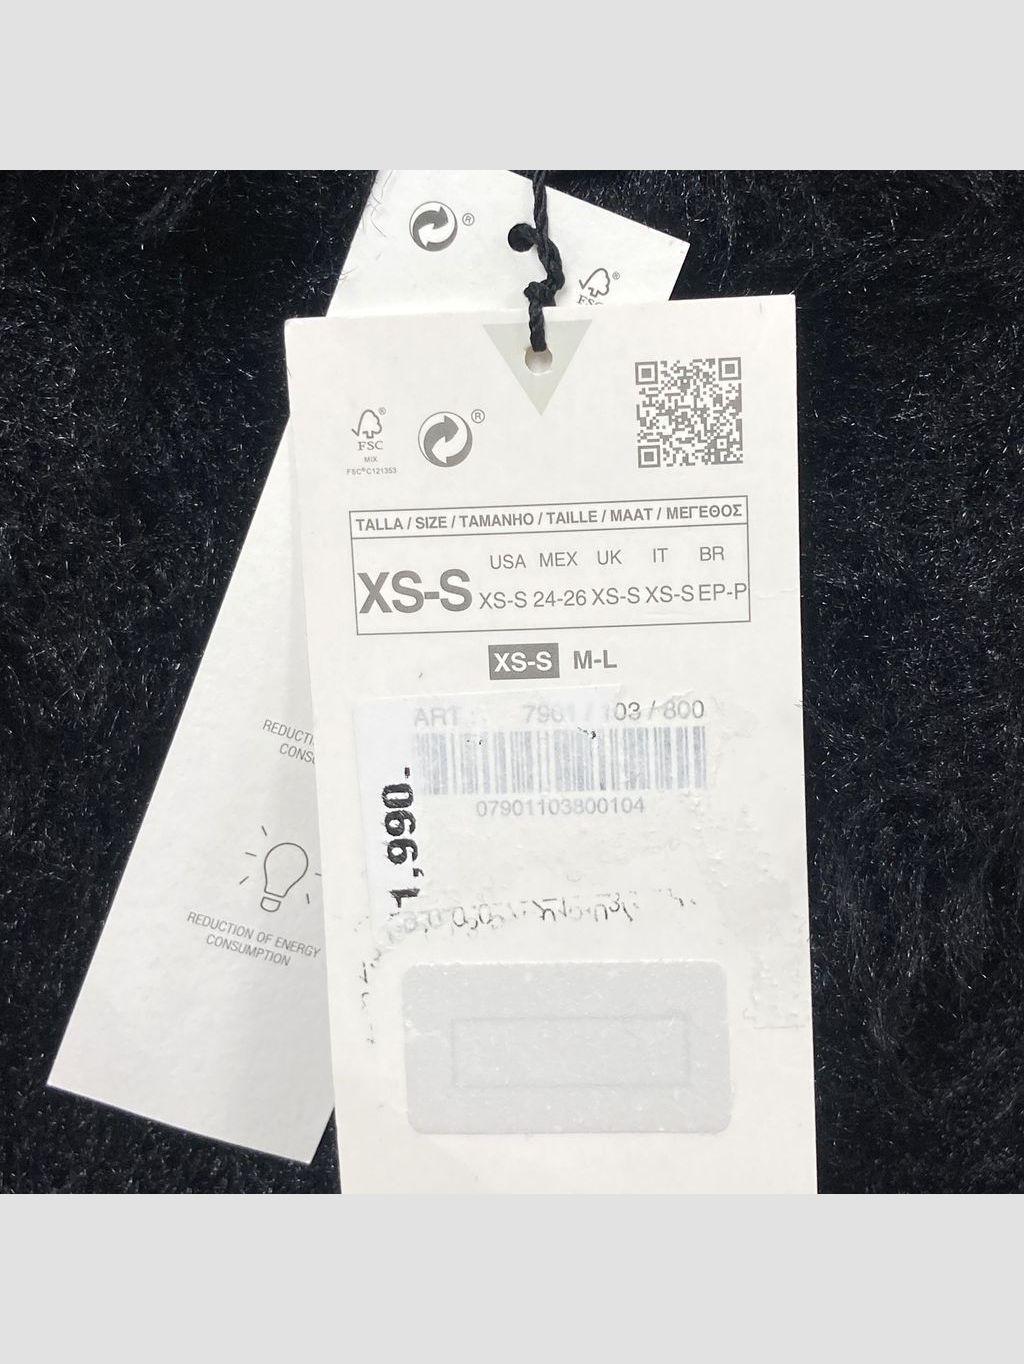 ®
®
FSC
®
FSC
MIX
FSC®C121353
®
TALLA / SIZE / TAMANHO / TAILLE / MAAT / ΜΕΓΕΘΟΣ
USA MEX UK IT BR
XS-S XS-S 24-26 XS-S XS-S EP-P
XS-S M-L
ART 7901 / 103 / 800
07901103800104
1,990.
REDUCTION OF ENERGY
CONSUMPTION